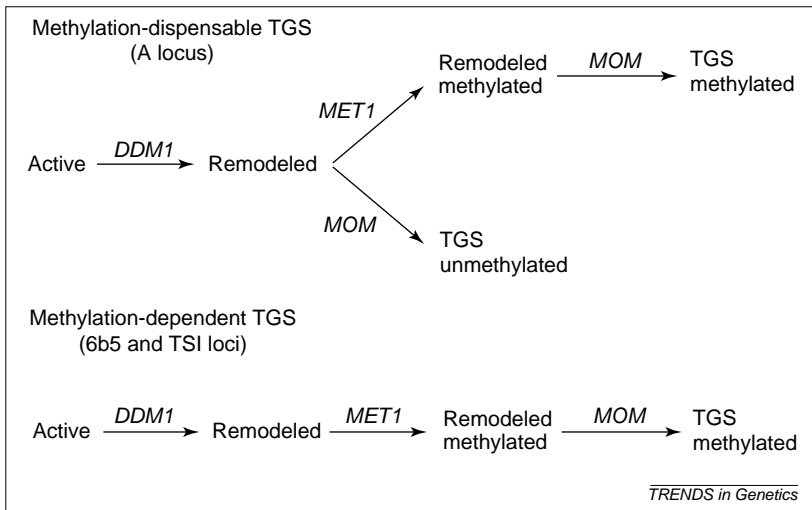 Methylation-dispensable TGS
(A locus)
Active
DDM1
Remodeled
MET1
Remodeled
methylated
MOM
TGS
methylated
MOM
TGS
unmethylated
Methylation-dependent TGS
(6b5 and TSI loci)
Active
DDM1
Remodeled
MET1
Remodeled
methylated
MOM
TGS
methylated
TRENDS in Genetics